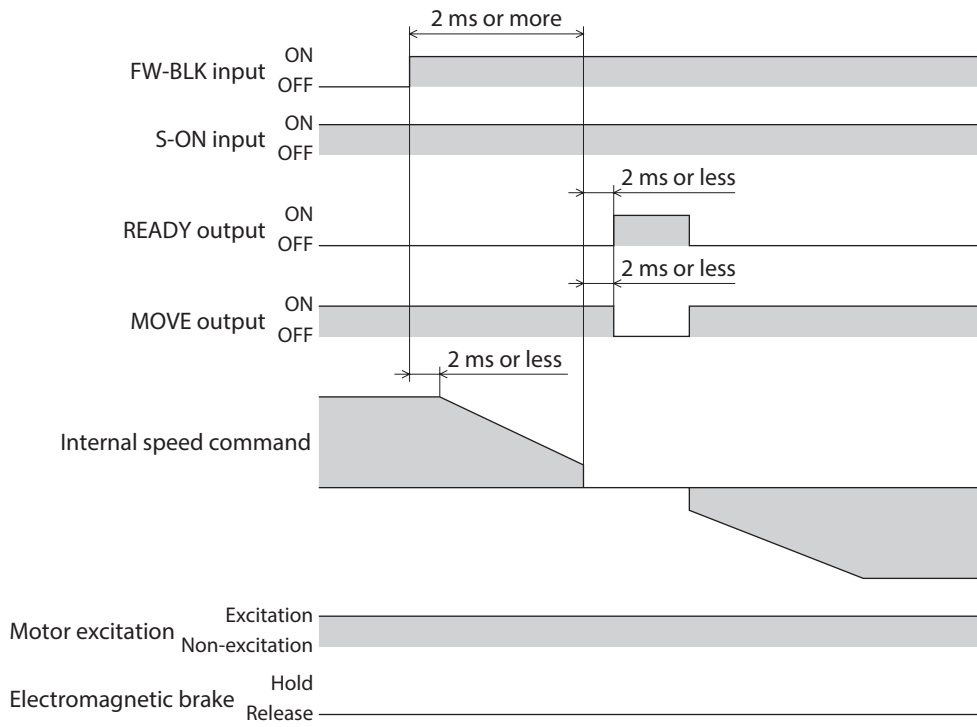 2 ms or more
ON
FW-BLK input
OFF
ON
S-ON input
OFF
2 ms or less
ON
READY output
OFF
2 ms or less
ON
MOVE output
OFF
2 ms or less
Internal speed command
Excitation
Motor excitation
Non-excitation
Hold
Electromagnetic brake
Release